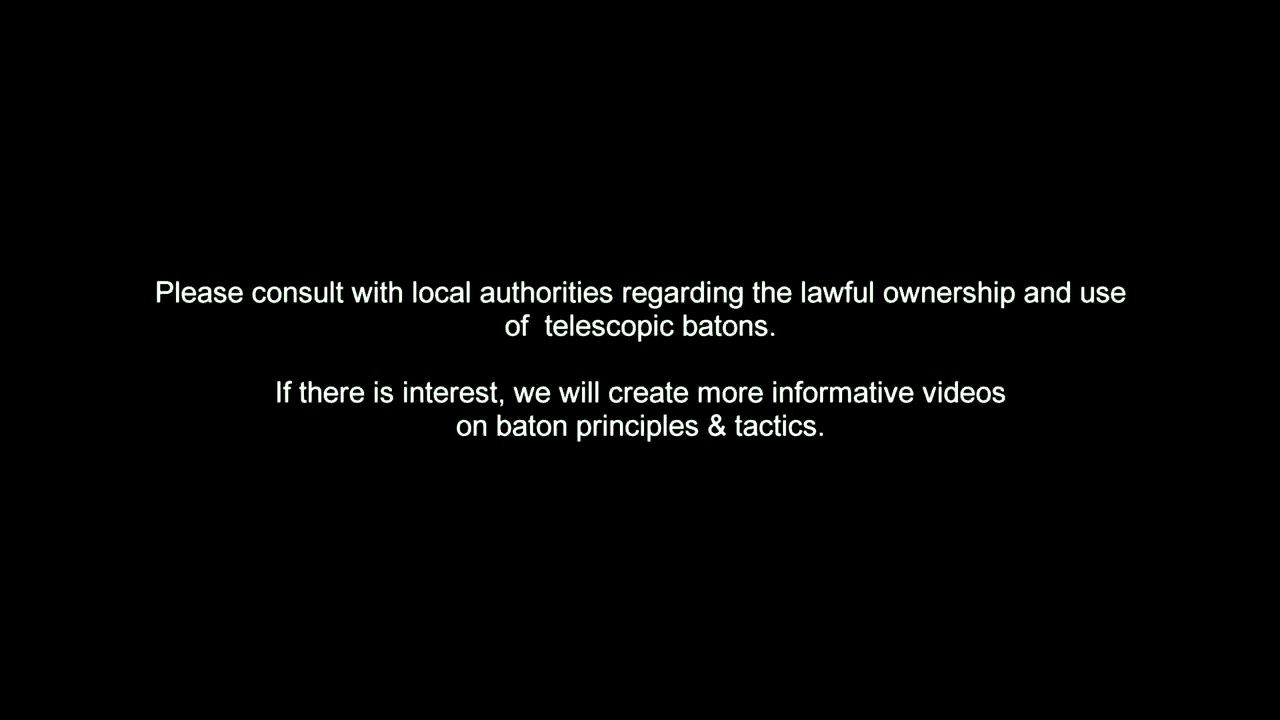 Please consult with local authorities regarding the lawful ownership and use
of  telescopic batons.
If there is interest, we will create more informative videos
on baton principles & tactics.